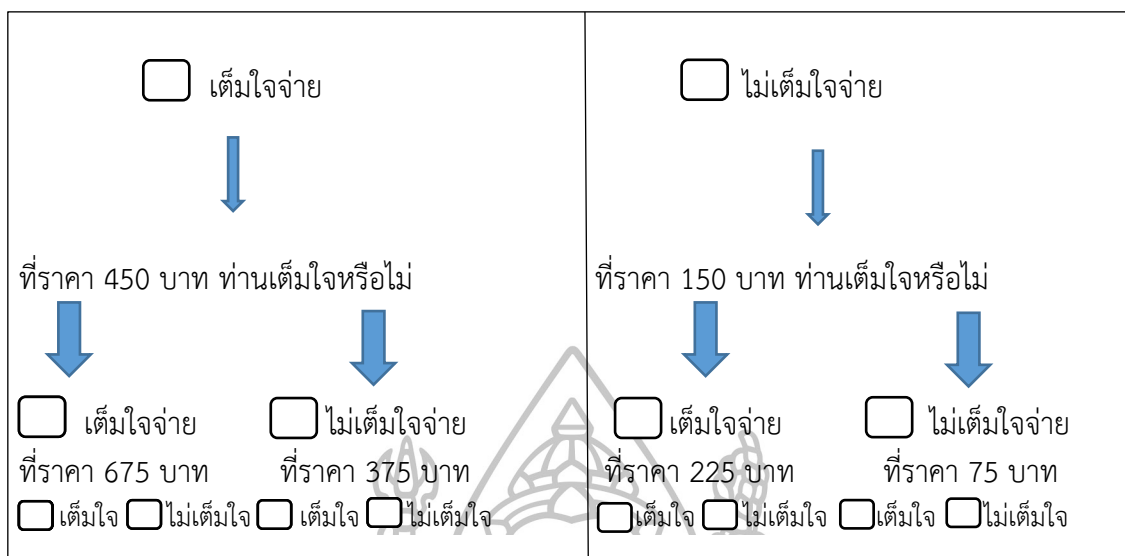 เต็มใจจ่าย
ที่ราคา 450 บาท ท่านเต็มใจหรือไม่
เต็มใจจ่าย ไม่เต็มใจจ่าย
ที่ราคา 675 บาท ที่ราคา 375 บาท
เต็มใจ ไม่เต็มใจ เต็มใจ ไม่เต็มใจ
ไม่เต็มใจจ่าย
ที่ราคา 150 บาท ท่านเต็มใจหรือไม่
เต็มใจจ่าย ไม่เต็มใจจ่าย
ที่ราคา 225 บาท ที่ราคา 75 บาท
เต็มใจ ไม่เต็มใจ เต็มใจ ไม่เต็มใจ